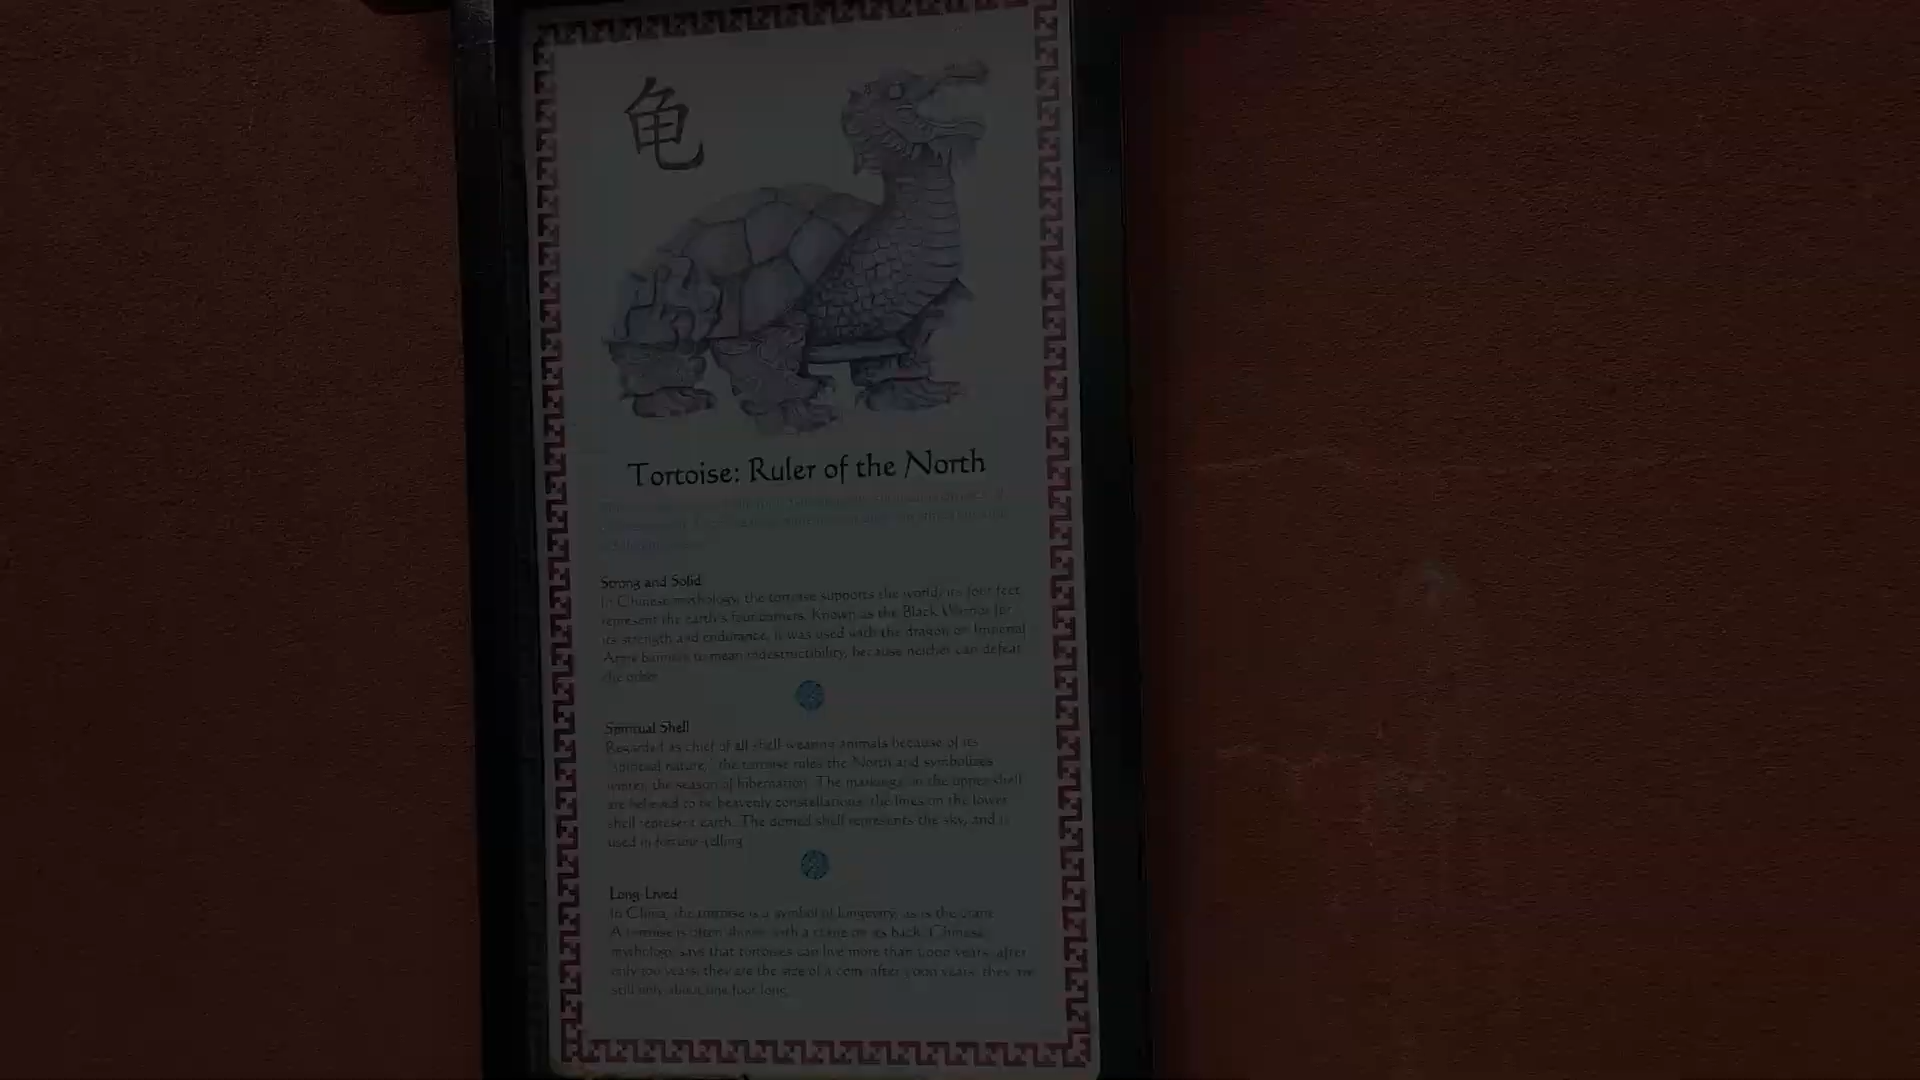 龟
Tortoise: Ruler of the North
Strong and Solid
In Chinese mythology, the tortoise supports the world; its four feet
represent the earth's four corners. Known as the Black Warrior for
its strength and endurance, it was used with the dragon on Imperial
Army banners to mean indestructibility, because neither can defeat
the other.
Spiritual Shell
Regarded as chief of all shell-wearing animals because of its
"spiritual nature," the tortoise rules the North and symbolizes
winter, the season of hibernation. The markings on the upper shell
are believed to be heavenly constellations; the lines on the lower
shell represent earth. The domed shell represents the sky, and is
used in fortune-telling.
Long Lived
In China, the tortoise is a symbol of longevity, as is the crane.
A tortoise is often shown with a crane on its back. Chinese
mythology says that tortoises can live more than 1,000 years: after
only 100 years, they are the size of a coin; after 1,000 years, they are
still only about one foot long.